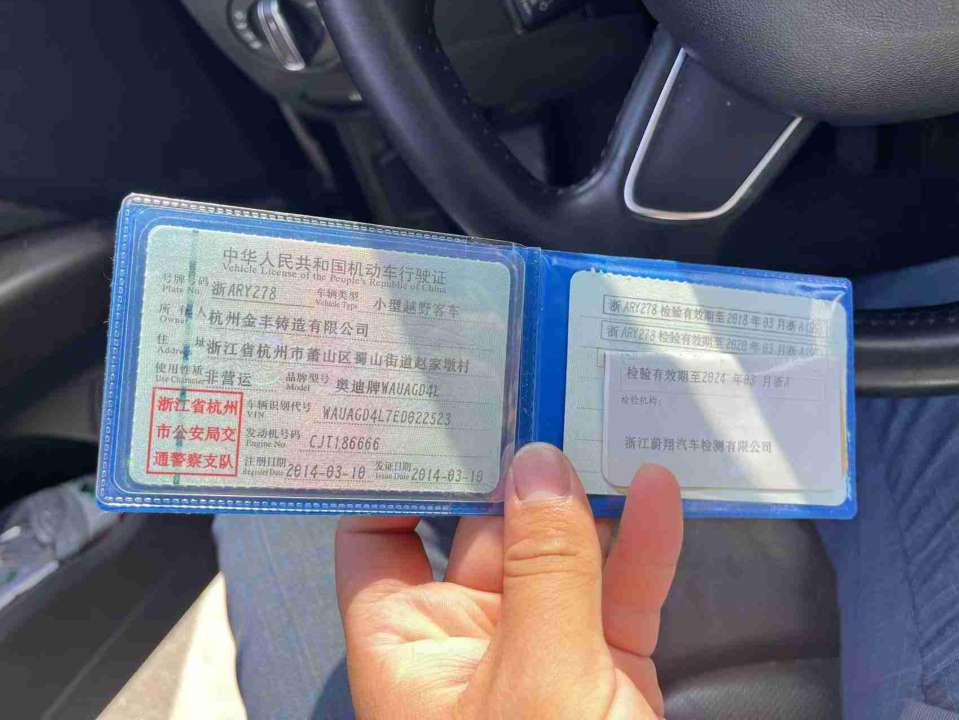 中华人民共和国机动车行驶证
Vehicle License of the People's Republic of China
号牌号码 浙ARY278 车辆类型 小型越野客车
Plate No. Vehicle Type
所有人 杭州金丰铸造有限公司
Owner
住址 浙江省杭州市萧山区蜀山街道赵家墩村
Address
使用性质 非营运 品牌型号 奥迪牌WAUAGD4L
Use Character Model
浙江省杭州
市公安局交
通警察支队
车辆识别代号 WAUAGD4L7ED022523
VIN
发动机号码 CJT186666
Engine No.
注册日期 2014-03-10 发证日期 2014-03-10
Register Date Issue Date
浙ARY278 检验有效期至2018年03月浙A
浙ARY278 检验有效期至2020年03月浙A
检验有效期至2024 年03 月浙A
检验机构:
浙江蔚翔汽车检测有限公司